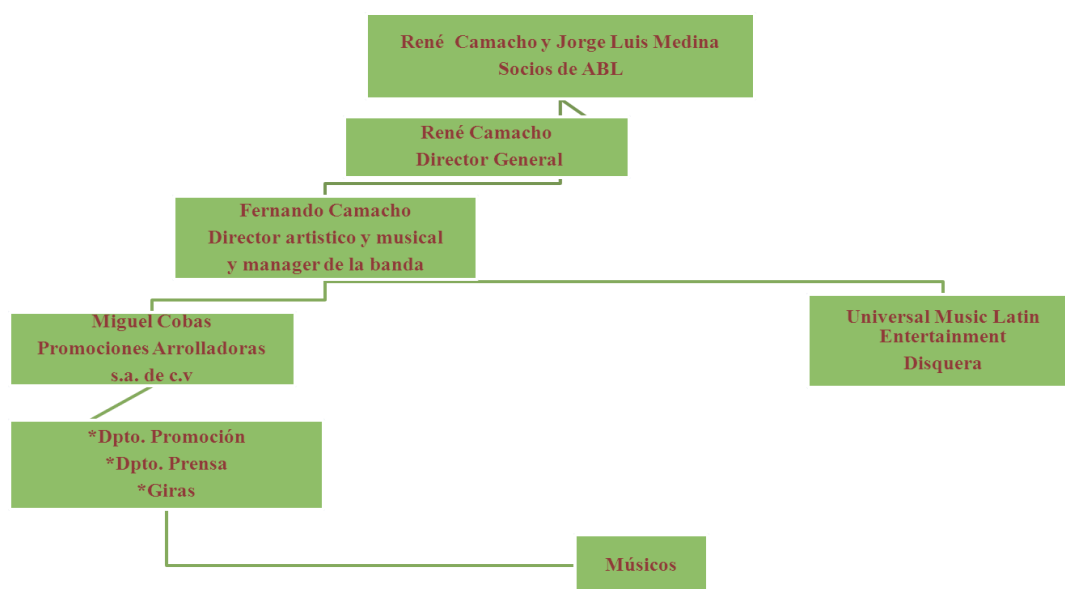 René  Camacho y Jorge Luis Medina
Socios de ABL
René Camacho
Director General
Fernando Camacho
Director artistico y musical
y manager de la banda
Miguel Cobas
Promociones Arrolladoras
s.a. de c.v
Universal Music Latin
Entertainment
Disquera
*Dpto. Promoción
*Dpto. Prensa
*Giras
Músicos